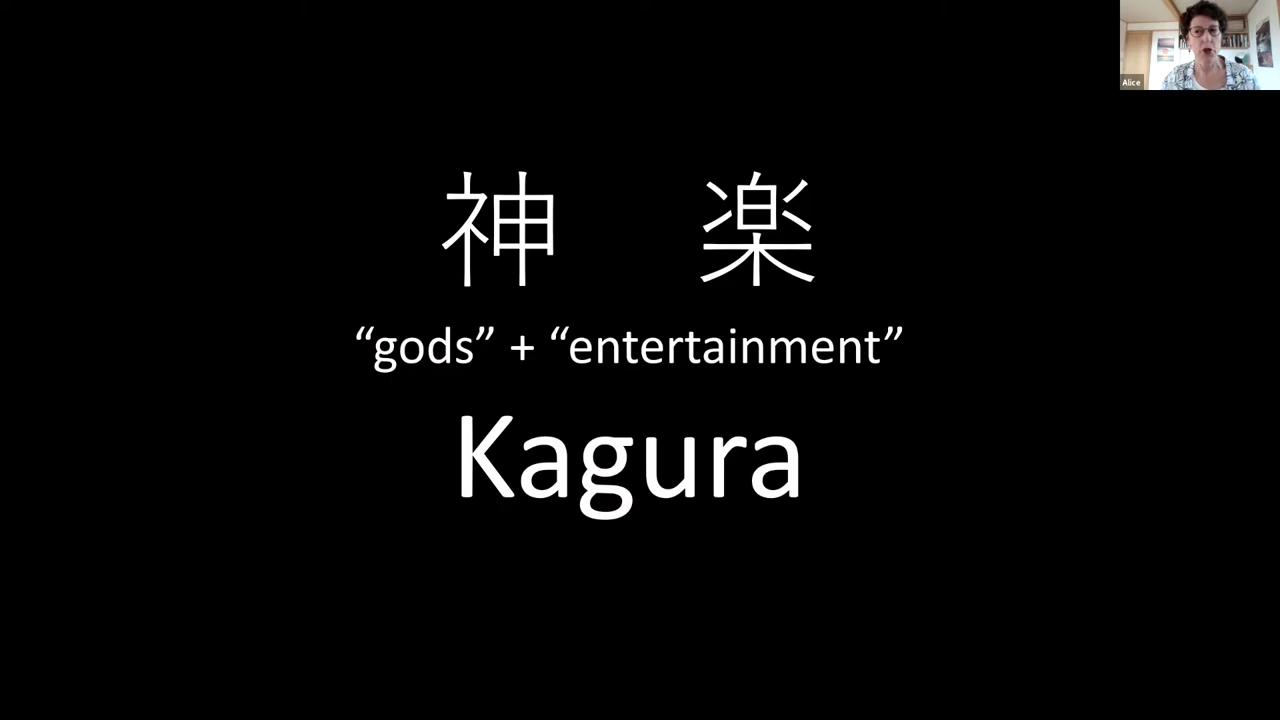 神 楽
“gods” + “entertainment”
Kagura
Alice